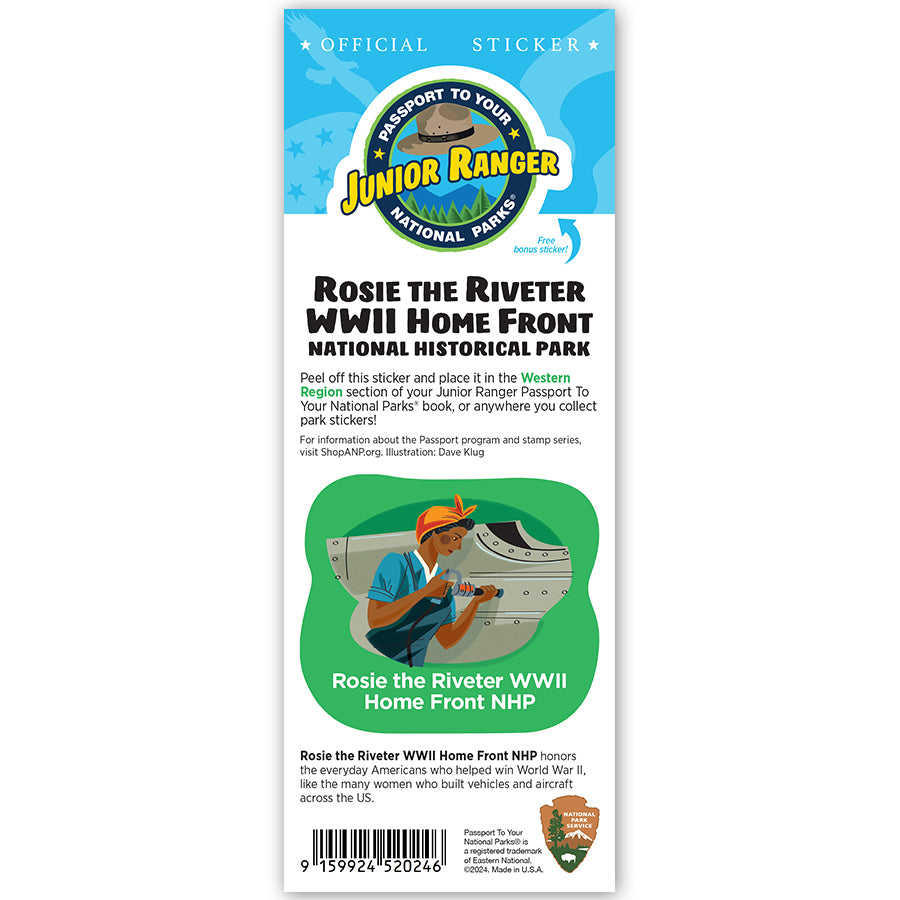 ★ OFFICIAL STICKER ★
PASSPORT TO YOUR
JUNIOR RANGER
NATIONAL PARKS®
Free
bonus sticker!
ROSIE THE RIVETER
WWII HOME FRONT
NATIONAL HISTORICAL PARK
Peel off this sticker and place it in the Western
Region section of your Junior Ranger Passport To
Your National Parks® book, or anywhere you collect
park stickers!
For information about the Passport program and stamp series,
visit ShopANP.org. Illustration: Dave Klug
Rosie the Riveter WWII
Home Front NHP
Rosie the Riveter WWII Home Front NHP honors
the everyday Americans who helped win World War II,
like the many women who built vehicles and aircraft
across the US.
NATIONAL
PARK
SERVICE
9 159924 520246
Passport To Your
National Parks® is
a registered trademark
of Eastern National.
©2024. Made in U.S.A.